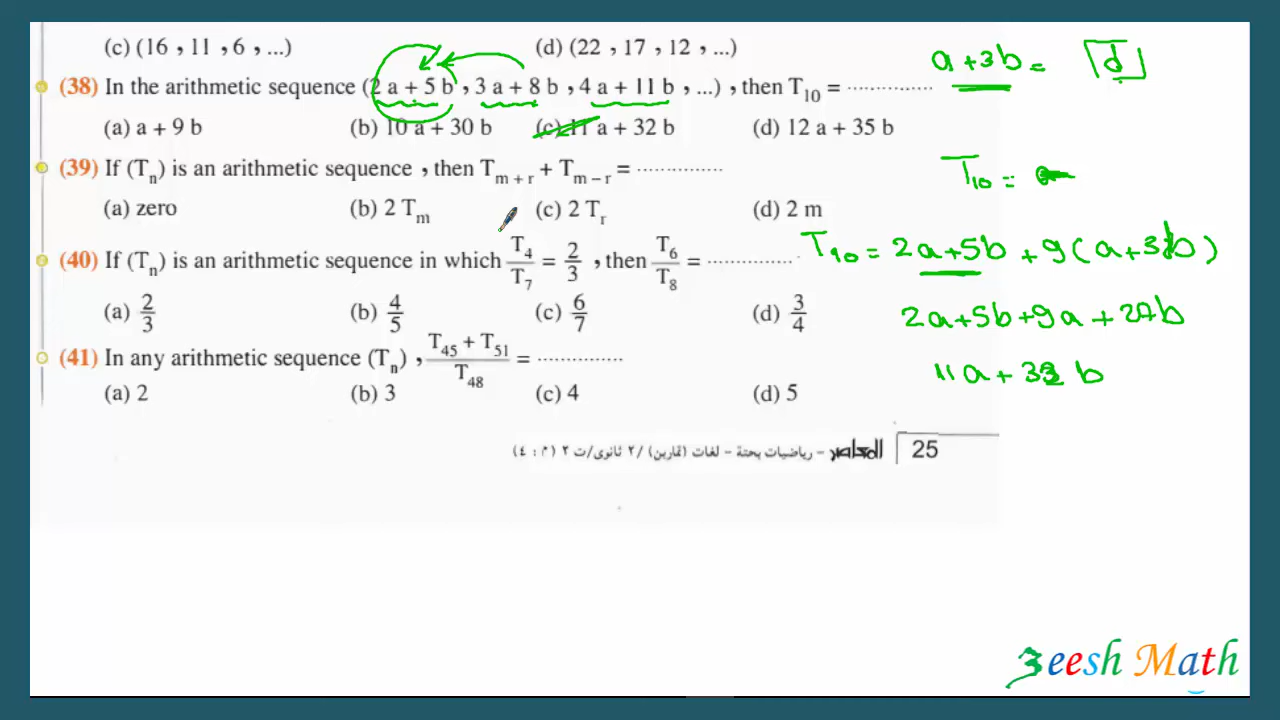 (c) (16 , 11 , 6 , ...) (d) (22 , 17 , 12 , ...)
(38) In the arithmetic sequence (2 a + 5 b , 3 a + 8 b , 4 a + 11 b , ...) , then T10 = ..............
(a) a + 9 b (b) 10 a + 30 b (c) 11 a + 32 b (d) 12 a + 35 b
(39) If (Tn) is an arithmetic sequence , then Tm + r + Tm – r = ..............
(a) zero (b) 2 Tm (c) 2 Tr (d) 2 m
(40) If (Tn) is an arithmetic sequence in which T4/T7 = 2/3 , then T6/T8 = ..............
(a) 2/3 (b) 4/5 (c) 6/7 (d) 3/4
(41) In any arithmetic sequence (Tn) , T45 + T51/T48 = ..............
(a) 2 (b) 3 (c) 4 (d) 5
المحاصر - رياضيات بحتة - لغات (تمارين) / ٢ ثانوى / ت ٢ (م : ٤) 25
a + 3b = d
T10 =
T10 = 2a + 5b + 9(a + 3b)
2a + 5b + 9a + 27b
11a + 32 b
Zeesh Math